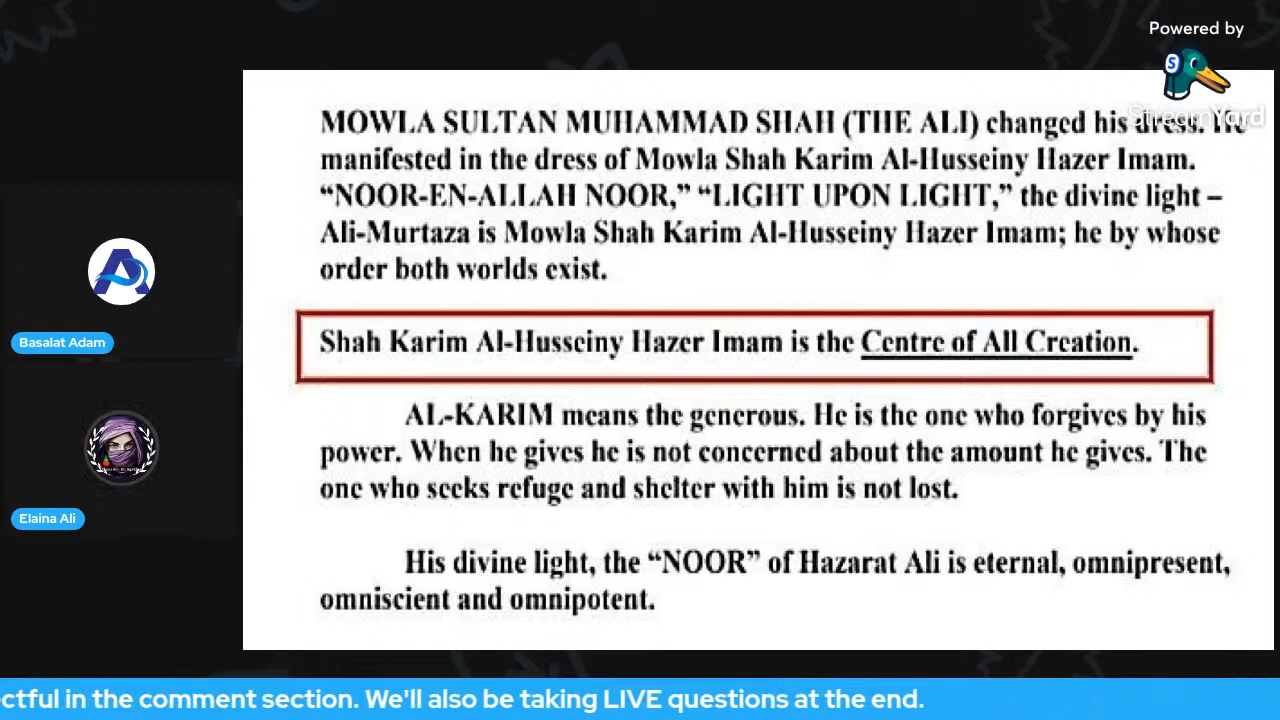 Powered by
StreamYard
MOWLA SULTAN MUHAMMAD SHAH (THE ALI) changed his dress. He
manifested in the dress of Mowla Shah Karim Al-Husseiny Hazer Imam.
“NOOR-EN-ALLAH NOOR,” “LIGHT UPON LIGHT,” the divine light –
Ali-Murtaza is Mowla Shah Karim Al-Husseiny Hazer Imam; he by whose
order both worlds exist.
Shah Karim Al-Husseiny Hazer Imam is the Centre of All Creation.
AL-KARIM means the generous. He is the one who forgives by his
power. When he gives he is not concerned about the amount he gives. The
one who seeks refuge and shelter with him is not lost.
His divine light, the “NOOR” of Hazarat Ali is eternal, omnipresent,
omniscient and omnipotent.
Basalat Adam
Elaina Ali
ctful in the comment section. We'll also be taking LIVE questions at the end.